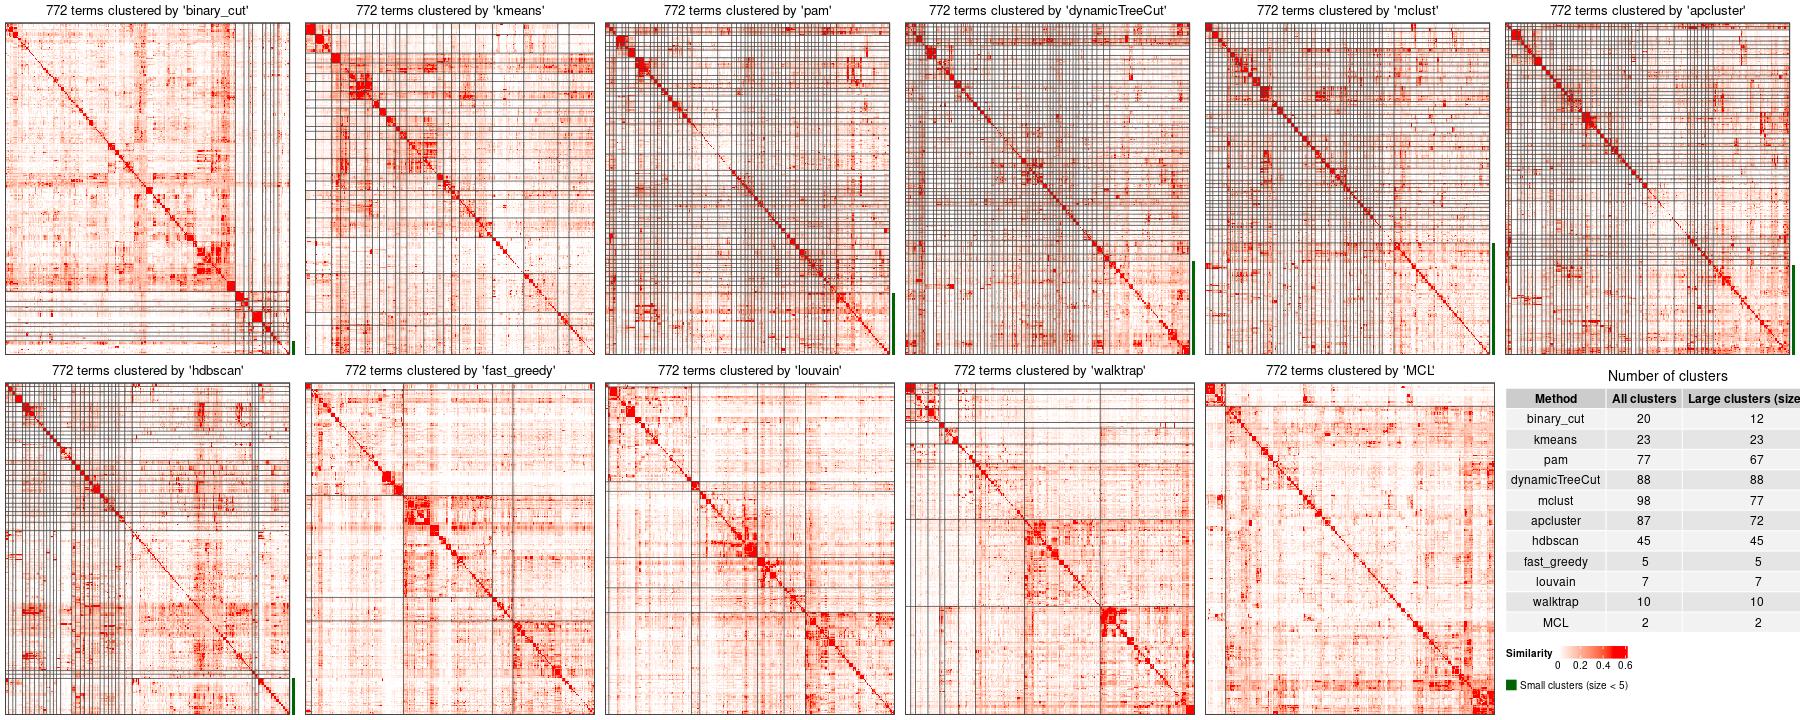 772 terms clustered by 'binary_cut'
772 terms clustered by 'kmeans'
772 terms clustered by 'pam'
772 terms clustered by 'dynamicTreeCut'
772 terms clustered by 'mclust'
772 terms clustered by 'apcluster'
772 terms clustered by 'hdbscan'
772 terms clustered by 'fast_greedy'
772 terms clustered by 'louvain'
772 terms clustered by 'walktrap'
772 terms clustered by 'MCL'
Number of clusters
Method All clusters Large clusters (size
binary_cut 20 12
kmeans 23 23
pam 77 67
dynamicTreeCut 88 88
mclust 98 77
apcluster 87 72
hdbscan 45 45
fast_greedy 5 5
louvain 7 7
walktrap 10 10
MCL 2 2
Similarity
0 0.2 0.4 0.6
Small clusters (size < 5)